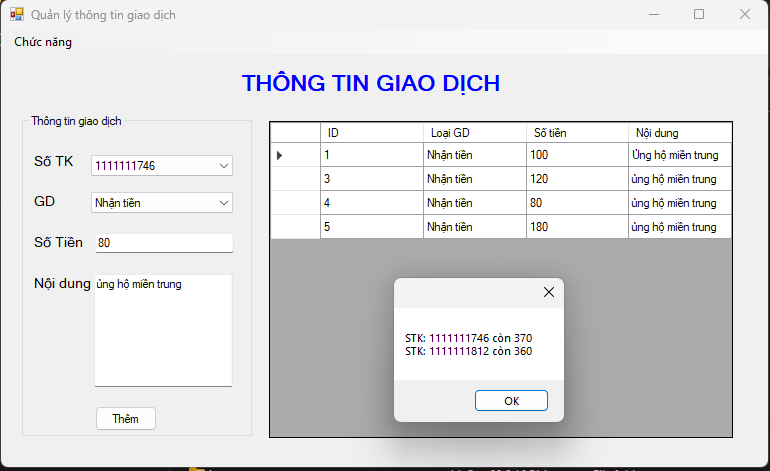 Quản lý thông tin giao dịch
Chức năng
THÔNG TIN GIAO DỊCH
Thông tin giao dịch
Số TK 1111111746
GD Nhận tiền
Số Tiền 80
Nội dung ủng hộ miền trung
Thêm
ID Loại GD Số tiền Nội dung
1 Nhận tiền 100 Ủng hộ miền trung
3 Nhận tiền 120 ủng hộ miền trung
4 Nhận tiền 80 ủng hộ miền trung
5 Nhận tiền 180 ủng hộ miền trung
STK: 1111111746 còn 370
STK: 1111111812 còn 360
OK